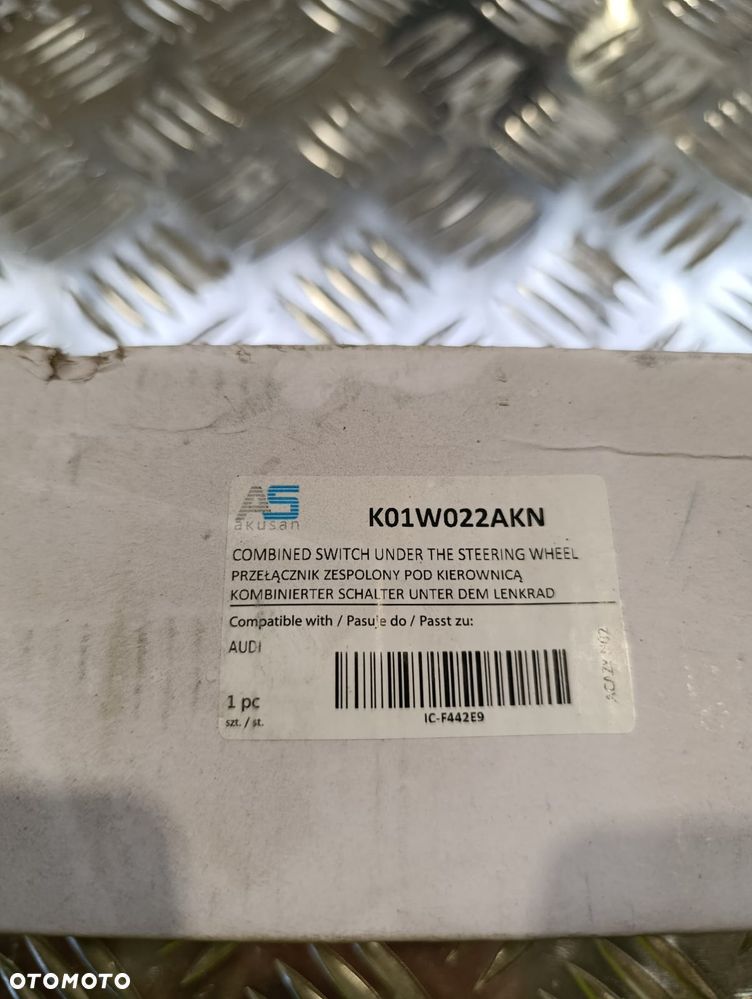 AS
akusan
K01W022AKN
COMBINED SWITCH UNDER THE STEERING WHEEL
PRZEŁĄCZNIK ZESPOLONY POD KIEROWNICĄ
KOMBINIERTER SCHALTER UNTER DEM LENKRAD
Compatible with / Pasuje do / Passt zu:
AUDI
1 pc
szt. / st.
IC-F442E9
OTOMOTO